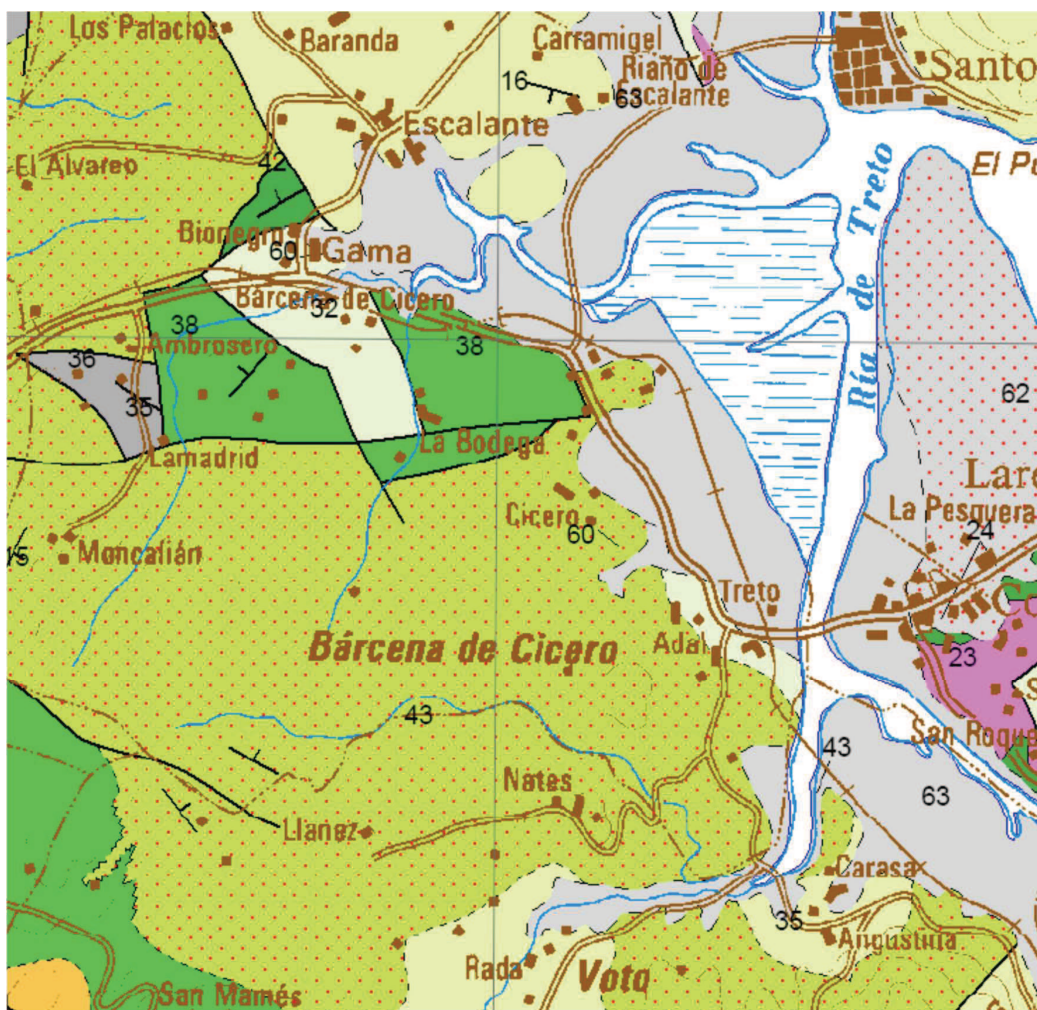 Los Palacios
Baranda
Carramigel
Riaño de
Escalante
16
63
Santo
Escalante
El Alvareo
42
El Po
Bionegro
60
Gama
Bárcena de Cicero
32
Ría de Treto
38
Ambrosero
38
36
35
62
La Bodega
Lamadrid
Lare
La Pesquera
Cicero
24
60
15
Moncalián
Treto
Co
Bárcena de Cicero
Adal
23
S
43
San Roque
43
Nates
63
Llanez
Carasa
35
Angustina
Rada
Voto
San Mamés